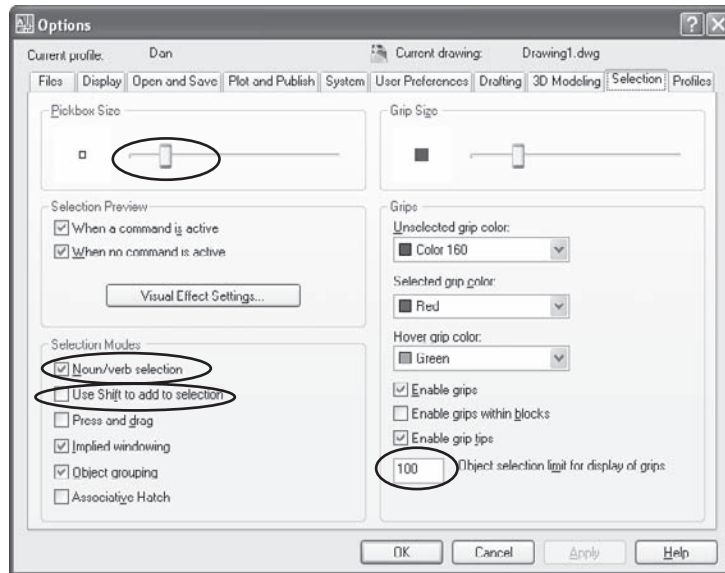 Options
Current profile: Dan Current drawing: Drawing1.dwg
Files Display Open and Save Plot and Publish System User Preferences Drafting 3D Modeling Selection Profiles
Pickbox Size
Grip Size
Selection Preview
When a command is active
When no command is active
Visual Effect Settings...
Selection Modes
Noun/verb selection
Use Shift to add to selection
Press and drag
Implied windowing
Object grouping
Associative Hatch
Grips
Unselected grip color:
Color 160
Selected grip color:
Red
Hover grip color:
Green
Enable grips
Enable grips within blocks
Enable grip tips
100 Object selection limit for display of grips
OK Cancel Apply Help